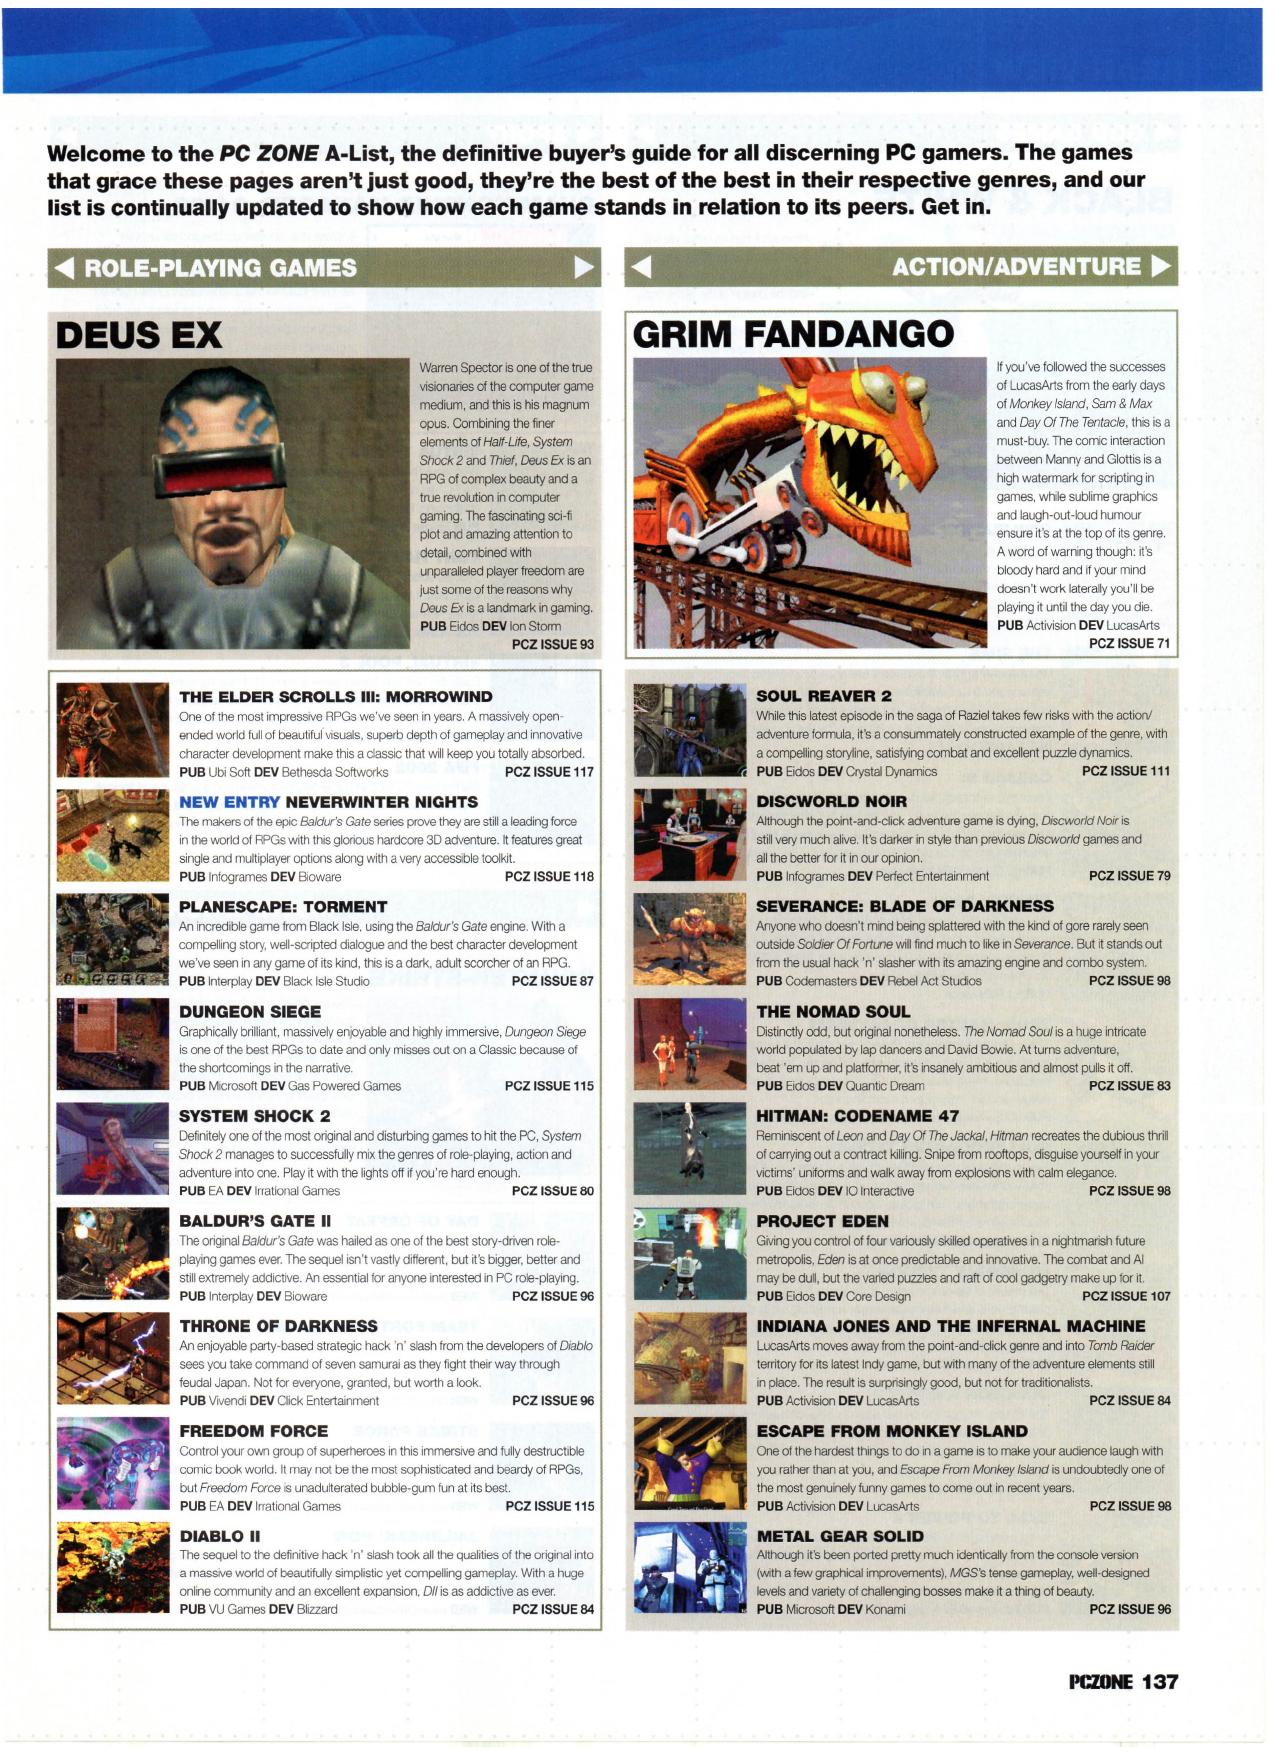 Welcome to the PC ZONE A-List, the definitive buyer's guide for all discerning PC gamers. The games
that grace these pages aren't just good, they're the best of the best in their respective genres, and our
list is continually updated to show how each game stands in relation to its peers. Get in.
ROLE-PLAYING GAMES
DEUS EX
Warren Spector is one of the true
visionaries of the computer game
medium, and this is his magnum
opus. Combining the finer
elements of Half-Life, System
Shock 2 and Thief, Deus Ex is an
RPG of complex beauty and a
true revolution in computer
gaming. The fascinating sci-fi
plot and amazing attention to
detail, combined with
unparalleled player freedom are
just some of the reasons why
Deus Ex is a landmark in gaming.
PUB Eidos DEV Ion Storm
PCZ ISSUE 93
THE ELDER SCROLLS III: MORROWIND
One of the most impressive RPGs we've seen in years. A massively open-
ended world full of beautiful visuals, superb depth of gameplay and innovative
character development make this a classic that will keep you totally absorbed.
PUB Ubi Soft DEV Bethesda Softworks PCZ ISSUE 117
NEW ENTRY NEVERWINTER NIGHTS
The makers of the epic Baldur's Gate series prove they are still a leading force
in the world of RPGs with this glorious hardcore 3D adventure. It features great
single and multiplayer options along with a very accessible toolkit.
PUB Infogrames DEV Bioware PCZ ISSUE 118
PLANESCAPE: TORMENT
An incredible game from Black Isle, using the Baldur's Gate engine. With a
compelling story, well-scripted dialogue and the best character development
we've seen in any game of its kind, this is a dark, adult scorcher of an RPG.
PUB Interplay DEV Black Isle Studio PCZ ISSUE 87
DUNGEON SIEGE
Graphically brilliant, massively enjoyable and highly immersive, Dungeon Siege
is one of the best RPGs to date and only misses out on a Classic because of
the shortcomings in the narrative.
PUB Microsoft DEV Gas Powered Games PCZ ISSUE 115
SYSTEM SHOCK 2
Definitely one of the most original and disturbing games to hit the PC, System
Shock 2 manages to successfully mix the genres of role-playing, action and
adventure into one. Play it with the lights off if you're hard enough.
PUB EA DEV Irrational Games PCZ ISSUE 80
BALDUR'S GATE II
The original Baldur's Gate was hailed as one of the best story-driven role-
playing games ever. The sequel isn't vastly different, but it's bigger, better and
still extremely addictive. An essential for anyone interested in PC role-playing.
PUB Interplay DEV Bioware PCZ ISSUE 96
THRONE OF DARKNESS
An enjoyable party-based strategic hack 'n' slash from the developers of Diablo
sees you take command of seven samurai as they fight their way through
feudal Japan. Not for everyone, granted, but worth a look.
PUB Vivendi DEV Click Entertainment PCZ ISSUE 96
FREEDOM FORCE
Control your own group of superheroes in this immersive and fully destructible
comic book world. It may not be the most sophisticated and beardy of RPGs,
but Freedom Force is unadulterated bubble-gum fun at its best.
PUB EA DEV Irrational Games PCZ ISSUE 115
DIABLO II
The sequel to the definitive hack 'n' slash took all the qualities of the original into
a massive world of beautifully simplistic yet compelling gameplay. With a huge
online community and an excellent expansion, DII is as addictive as ever.
PUB VU Games DEV Blizzard PCZ ISSUE 84
ACTION/ADVENTURE
GRIM FANDANGO
If you've followed the successes
of LucasArts from the early days
of Monkey Island, Sam & Max
and Day Of The Tentacle, this is a
must-buy. The comic interaction
between Manny and Glottis is a
high watermark for scripting in
games, while sublime graphics
and laugh-out-loud humour
ensure it's at the top of its genre.
A word of warning though: it's
bloody hard and if your mind
doesn't work laterally you'll be
playing it until the day you die.
PUB Activision DEV LucasArts
PCZ ISSUE 71
SOUL REAVER 2
While this latest episode in the saga of Raziel takes few risks with the action/
adventure formula, it's a consummately constructed example of the genre, with
a compelling storyline, satisfying combat and excellent puzzle dynamics.
PUB Eidos DEV Crystal Dynamics PCZ ISSUE 111
DISCWORLD NOIR
Although the point-and-click adventure game is dying, Discworld Noir is
still very much alive. It's darker in style than previous Discworld games and
all the better for it in our opinion.
PUB Infogrames DEV Perfect Entertainment PCZ ISSUE 79
SEVERANCE: BLADE OF DARKNESS
Anyone who doesn't mind being splattered with the kind of gore rarely seen
outside Soldier Of Fortune will find much to like in Severance. But it stands out
from the usual hack 'n' slasher with its amazing engine and combo system.
PUB Codemasters DEV Rebel Act Studios PCZ ISSUE 98
THE NOMAD SOUL
Distinctly odd, but original nonetheless. The Nomad Soul is a huge intricate
world populated by lap dancers and David Bowie. At turns adventure,
beat 'em up and platformer, it's insanely ambitious and almost pulls it off.
PUB Eidos DEV Quantic Dream PCZ ISSUE 83
HITMAN: CODENAME 47
Reminiscent of Leon and Day Of The Jackal, Hitman recreates the dubious thrill
of carrying out a contract killing. Snipe from rooftops, disguise yourself in your
victims' uniforms and walk away from explosions with calm elegance.
PUB Eidos DEV IO Interactive PCZ ISSUE 98
PROJECT EDEN
Giving you control of four variously skilled operatives in a nightmarish future
metropolis, Eden is at once predictable and innovative. The combat and AI
may be dull, but the varied puzzles and raft of cool gadgetry make up for it.
PUB Eidos DEV Core Design PCZ ISSUE 107
INDIANA JONES AND THE INFERNAL MACHINE
LucasArts moves away from the point-and-click genre and into Tomb Raider
territory for its latest Indy game, but with many of the adventure elements still
in place. The result is surprisingly good, but not for traditionalists.
PUB Activision DEV LucasArts PCZ ISSUE 84
ESCAPE FROM MONKEY ISLAND
One of the hardest things to do in a game is to make your audience laugh with
you rather than at you, and Escape From Monkey Island is undoubtedly one of
the most genuinely funny games to come out in recent years.
PUB Activision DEV LucasArts PCZ ISSUE 98
METAL GEAR SOLID
Although it's been ported pretty much identically from the console version
(with a few graphical improvements), MGS's tense gameplay, well-designed
levels and variety of challenging bosses make it a thing of beauty.
PUB Microsoft DEV Konami PCZ ISSUE 96
PCZONE 137